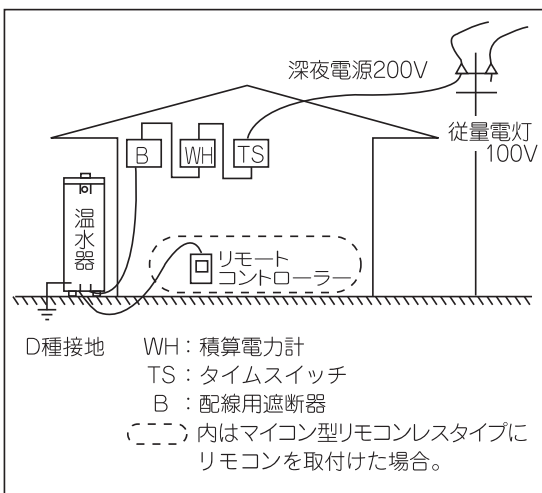 深夜電源200V
従量電灯
100V
B
WH
TS
温水器
リモート
コントローラー
D種接地
WH：積算電力計
TS：タイムスイッチ
B：配線用遮断器
内はマイコン型リモコンレスタイプに
リモコンを取付けた場合。